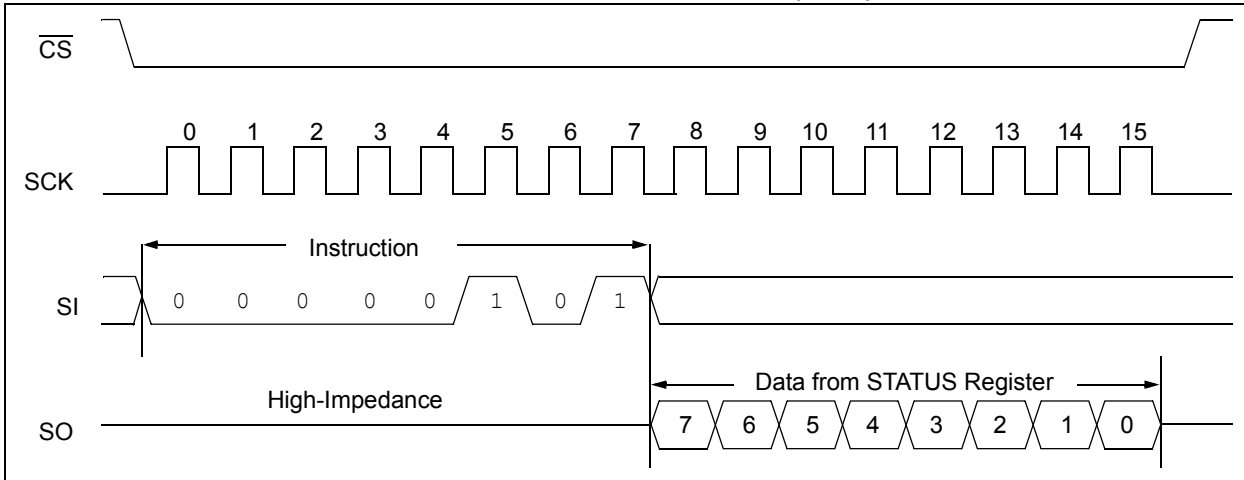 CS
0 1 2 3 4 5 6 7 8 9 10 11 12 13 14 15
SCK
Instruction
SI 0 0 0 0 0 1 0 1
Data from STATUS Register
High-Impedance
SO 7 6 5 4 3 2 1 0